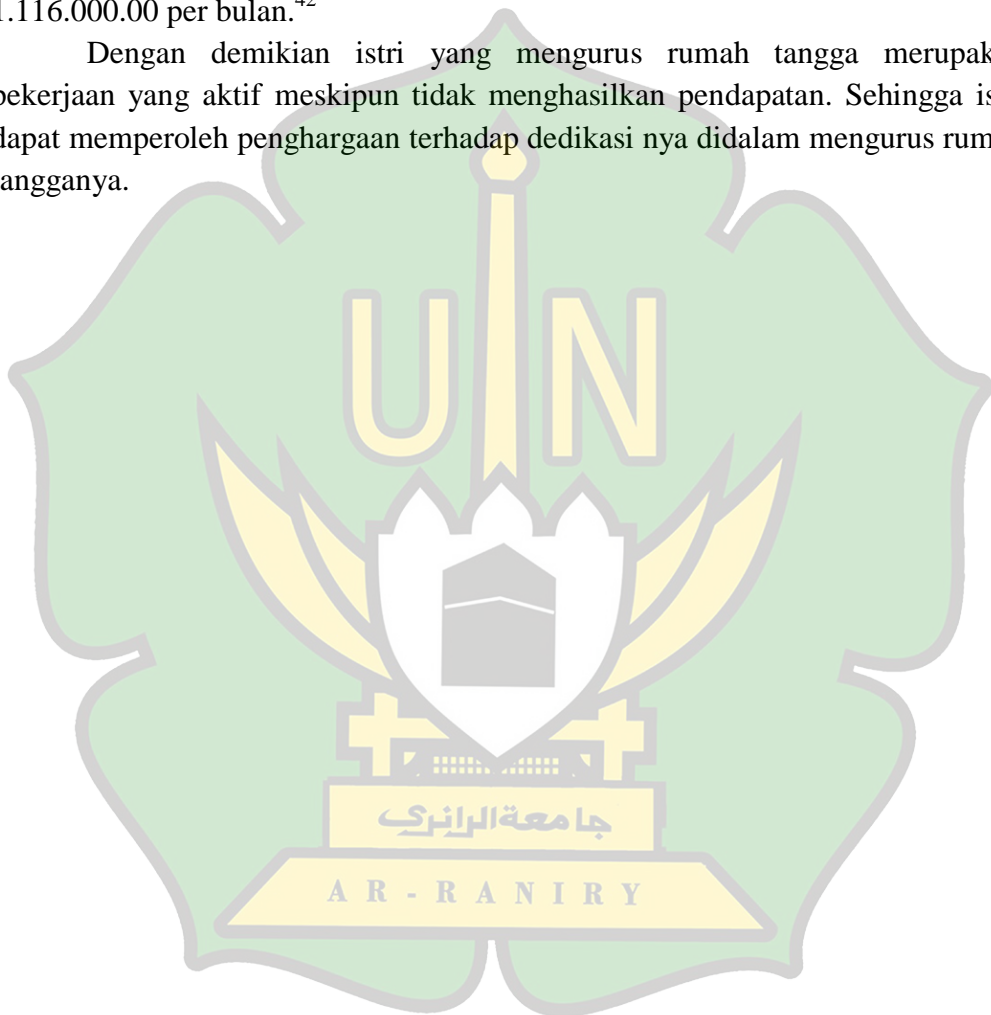 1.116.000.00 per bulan.42
Dengan demikian istri yang mengurus rumah tangga merupak
pekerjaan yang aktif meskipun tidak menghasilkan pendapatan. Sehingga is
dapat memperoleh penghargaan terhadap dedikasi nya didalam mengurus rum
tangganya.
UIN
جامعة الرانري
AR-RANIRY